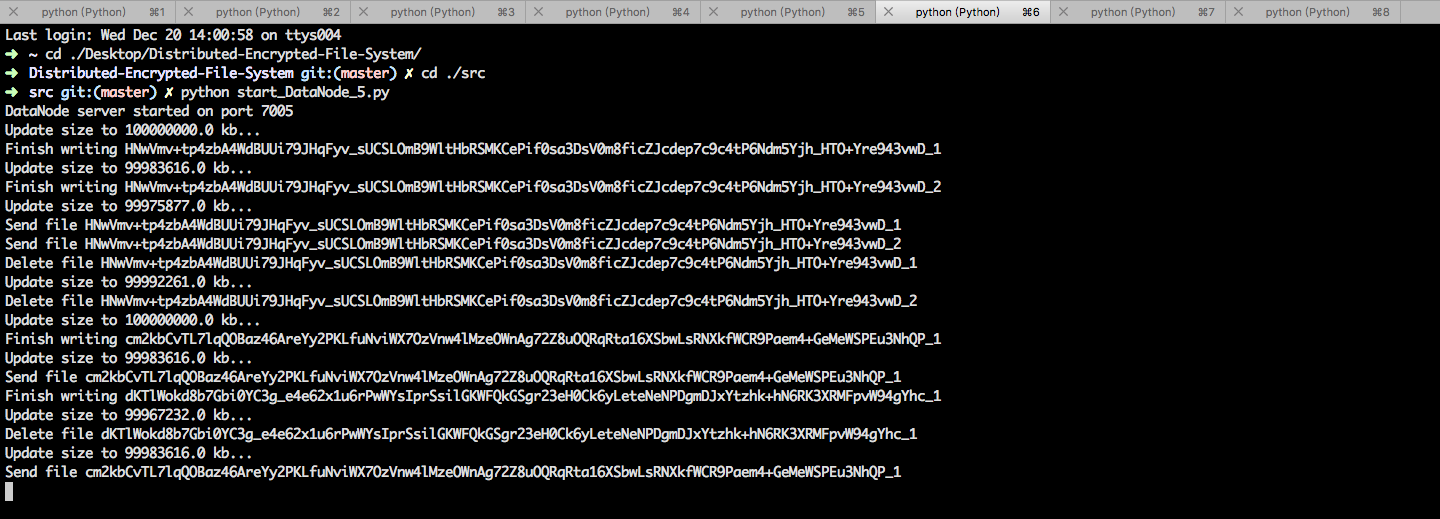 python (Python) ⌘1 python (Python) ⌘2 python (Python) ⌘3 python (Python) ⌘4 python (Python) ⌘5 python (Python) ⌘6 python (Python) ⌘7 python (Python) ⌘8
Last login: Wed Dec 20 14:00:58 on ttys004
➜ ~ cd ./Desktop/Distributed-Encrypted-File-System/
➜ Distributed-Encrypted-File-System git:(master) ✗ cd ./src
➜ src git:(master) ✗ python start_DataNode_5.py
DataNode server started on port 7005
Update size to 100000000.0 kb...
Finish writing HNwVmv+tp4zbA4WdBUUi79JHqFyv_sUCSLOmB9WltHbRSMKCePif0sa3DsV0m8ficZJcdep7c9c4tP6Ndm5Yjh_HTO+Yre943vwD_1
Update size to 99983616.0 kb...
Finish writing HNwVmv+tp4zbA4WdBUUi79JHqFyv_sUCSLOmB9WltHbRSMKCePif0sa3DsV0m8ficZJcdep7c9c4tP6Ndm5Yjh_HTO+Yre943vwD_2
Update size to 99975877.0 kb...
Send file HNwVmv+tp4zbA4WdBUUi79JHqFyv_sUCSLOmB9WltHbRSMKCePif0sa3DsV0m8ficZJcdep7c9c4tP6Ndm5Yjh_HTO+Yre943vwD_1
Send file HNwVmv+tp4zbA4WdBUUi79JHqFyv_sUCSLOmB9WltHbRSMKCePif0sa3DsV0m8ficZJcdep7c9c4tP6Ndm5Yjh_HTO+Yre943vwD_2
Delete file HNwVmv+tp4zbA4WdBUUi79JHqFyv_sUCSLOmB9WltHbRSMKCePif0sa3DsV0m8ficZJcdep7c9c4tP6Ndm5Yjh_HTO+Yre943vwD_1
Update size to 99992261.0 kb...
Delete file HNwVmv+tp4zbA4WdBUUi79JHqFyv_sUCSLOmB9WltHbRSMKCePif0sa3DsV0m8ficZJcdep7c9c4tP6Ndm5Yjh_HTO+Yre943vwD_2
Update size to 100000000.0 kb...
Finish writing cm2kbCvTL7lqQOBaz46AreYy2PKLfuNviWX7OzVnw4lMzeOWnAg72Z8uOQRqRta16XSbwLsRNXkfWCR9Paem4+GeMeWSPEu3NhQP_1
Update size to 99983616.0 kb...
Send file cm2kbCvTL7lqQOBaz46AreYy2PKLfuNviWX7OzVnw4lMzeOWnAg72Z8uOQRqRta16XSbwLsRNXkfWCR9Paem4+GeMeWSPEu3NhQP_1
Finish writing dKTlWokd8b7Gbi0YC3g_e4e62x1u6rPwWYsIprSsilGKWFQkGSgr23eH0Ck6yLeteNeNPDgmDJxYtzhk+hN6RK3XRMFpvW94gYhc_1
Update size to 99967232.0 kb...
Delete file dKTlWokd8b7Gbi0YC3g_e4e62x1u6rPwWYsIprSsilGKWFQkGSgr23eH0Ck6yLeteNeNPDgmDJxYtzhk+hN6RK3XRMFpvW94gYhc_1
Update size to 99983616.0 kb...
Send file cm2kbCvTL7lqQOBaz46AreYy2PKLfuNviWX7OzVnw4lMzeOWnAg72Z8uOQRqRta16XSbwLsRNXkfWCR9Paem4+GeMeWSPEu3NhQP_1